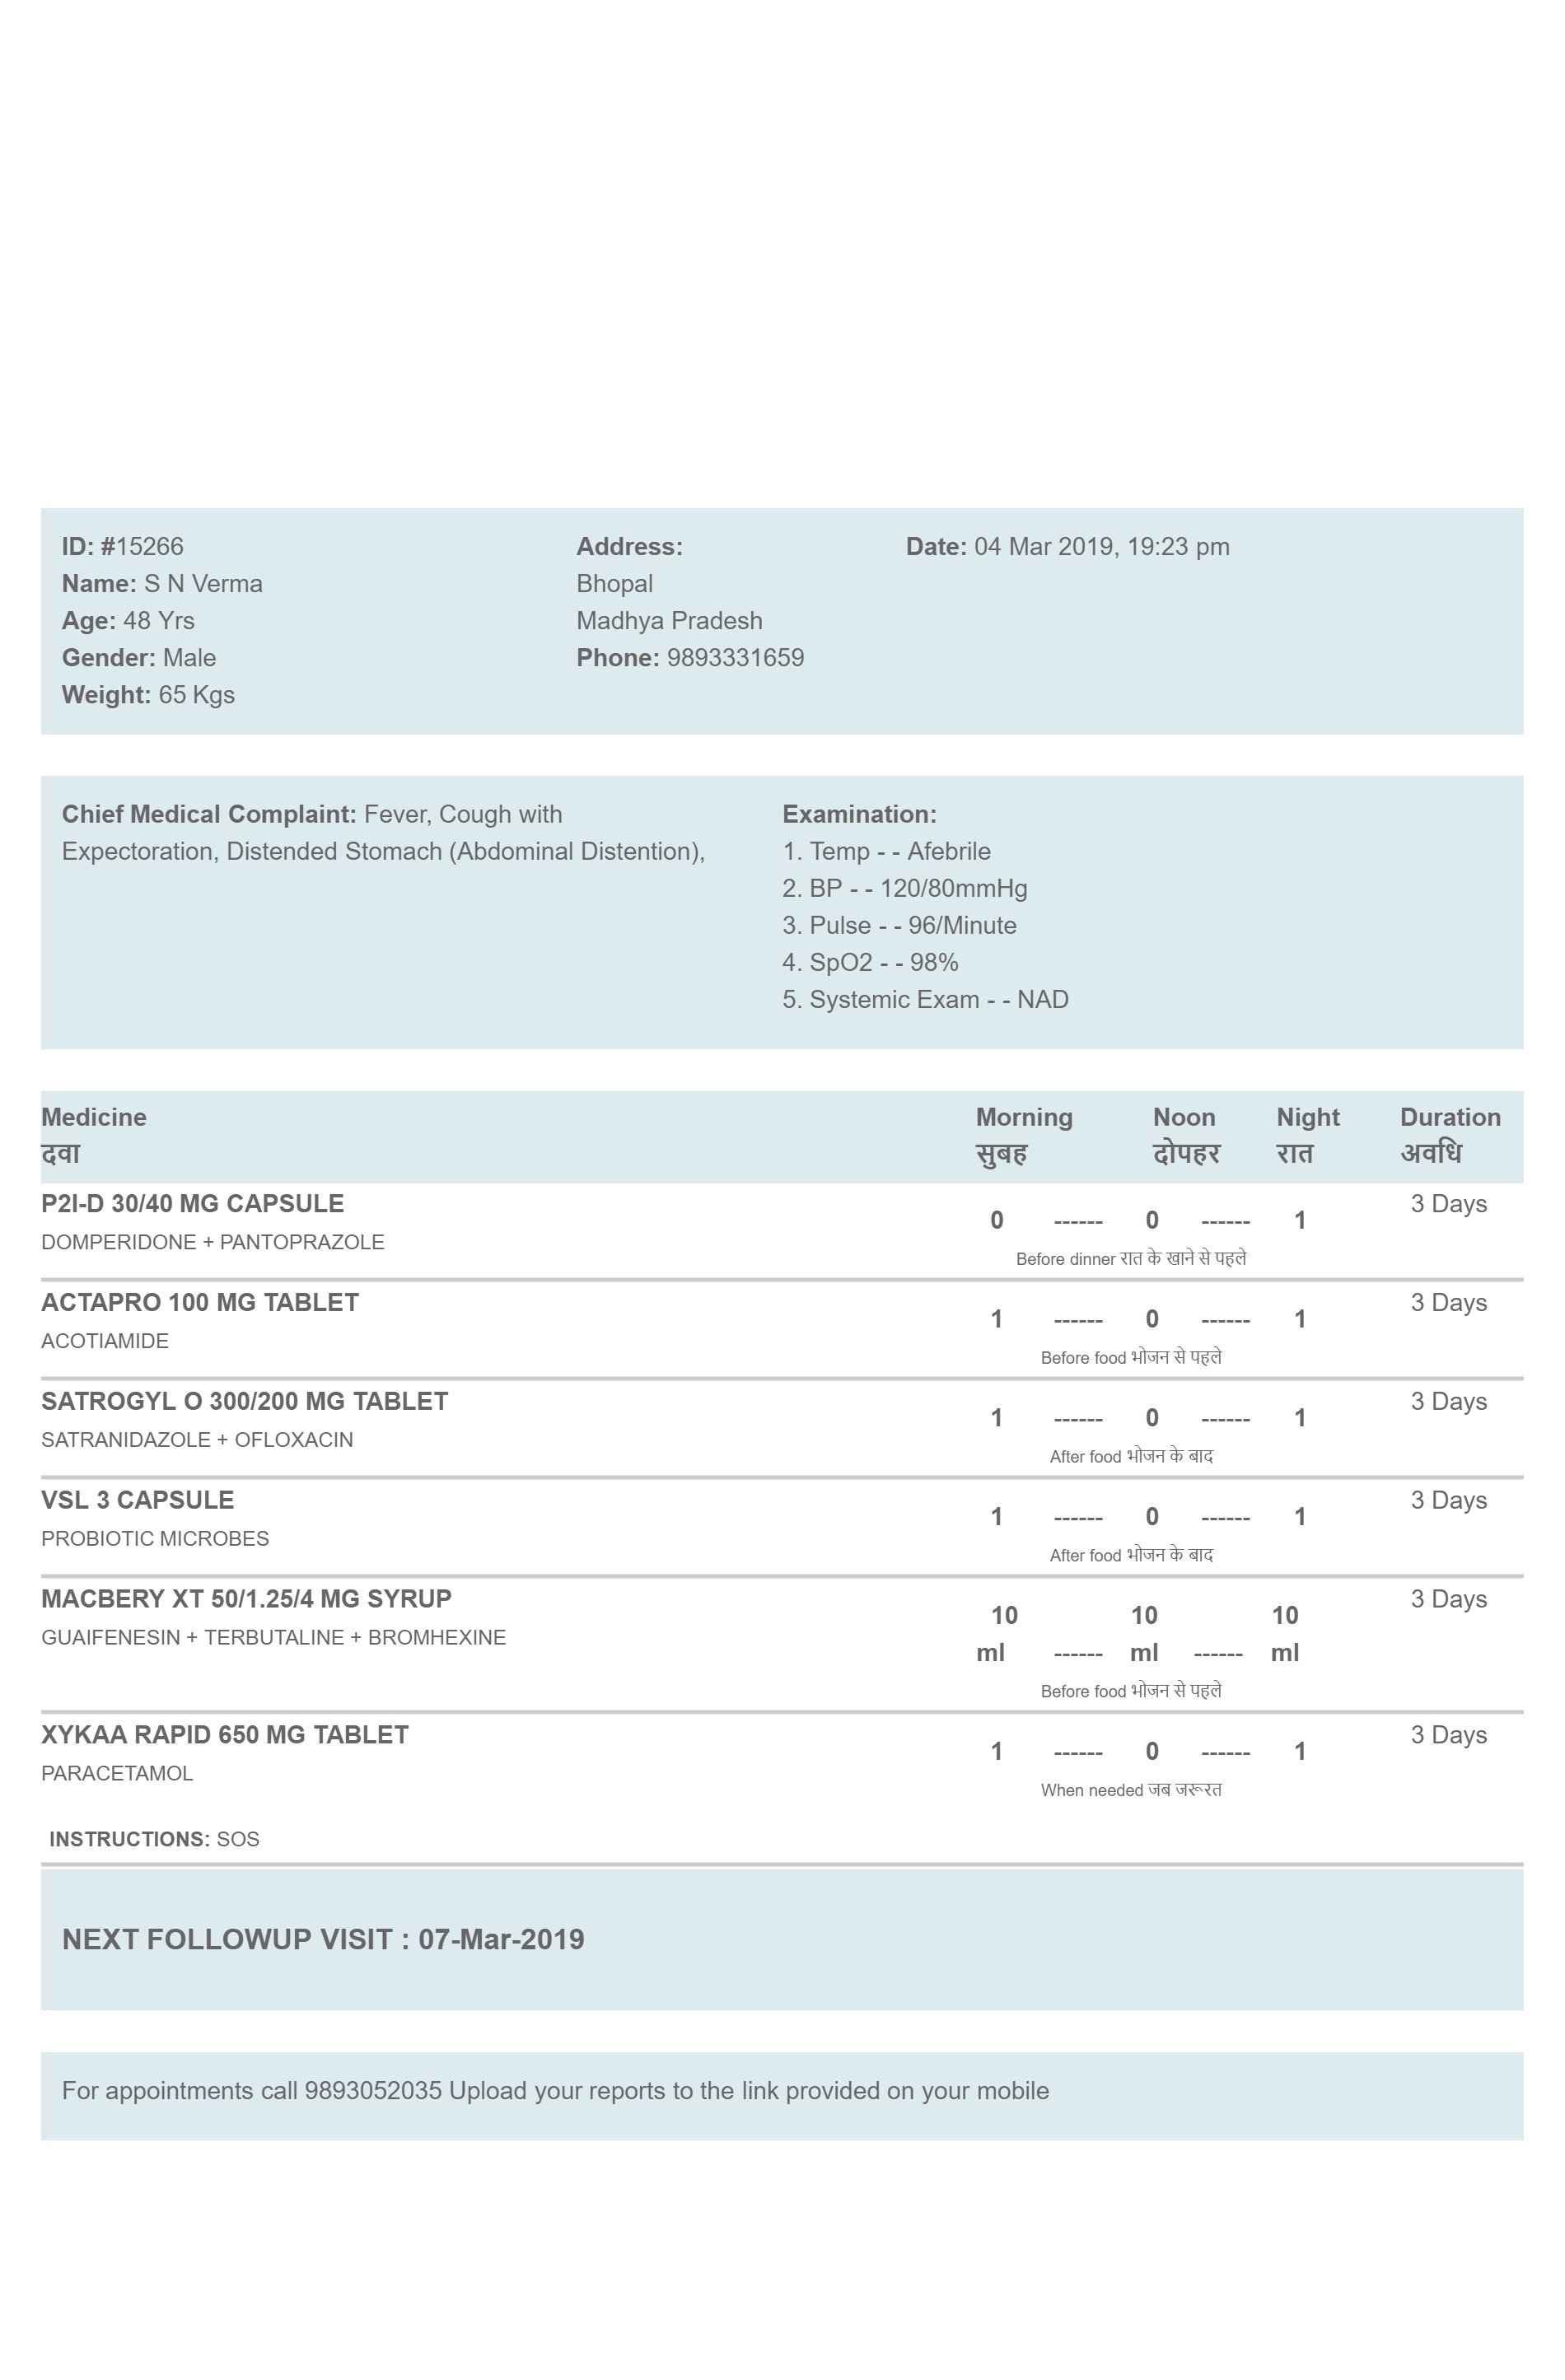 ID: #15266
Name: S N Verma
Age: 48 Yrs
Gender: Male
Weight: 65 Kgs
Address:
Bhopal
Madhya Pradesh
Phone: 9893331659
Date: 04 Mar 2019, 19:23 pm
Chief Medical Complaint: Fever, Cough with
Expectoration, Distended Stomach (Abdominal Distention),
Examination:
1. Temp - - Afebrile
2. BP - - 120/80mmHg
3. Pulse - - 96/Minute
4. SpO2 - - 98%
5. Systemic Exam - - NAD
Medicine Morning Noon Night Duration
दवा सुबह दोपहर रात अवधि
P2I-D 30/40 MG CAPSULE 3 Days
0 ------ 0 ------ 1
DOMPERIDONE + PANTOPRAZOLE
Before dinner रात के खाने से पहले
ACTAPRO 100 MG TABLET 3 Days
1 ------ 0 ------ 1
ACOTIAMIDE
Before food भोजन से पहले
SATROGYL O 300/200 MG TABLET 3 Days
1 ------ 0 ------ 1
SATRANIDAZOLE + OFLOXACIN
After food भोजन के बाद
VSL 3 CAPSULE 3 Days
1 ------ 0 ------ 1
PROBIOTIC MICROBES
After food भोजन के बाद
MACBERY XT 50/1.25/4 MG SYRUP 3 Days
10 10 10
GUAIFENESIN + TERBUTALINE + BROMHEXINE
ml ------ ml ------ ml
Before food भोजन से पहले
XYKAA RAPID 650 MG TABLET 3 Days
1 ------ 0 ------ 1
PARACETAMOL
When needed जब जरूरत
INSTRUCTIONS: SOS
NEXT FOLLOWUP VISIT : 07-Mar-2019
For appointments call 9893052035 Upload your reports to the link provided on your mobile